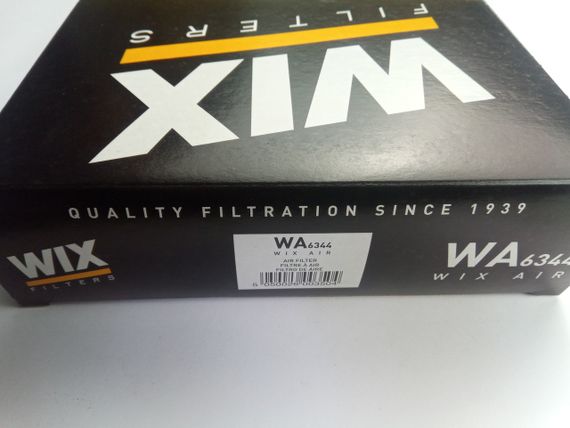 FILTERS
WIX
QUALITY FILTRATION SINCE 1939
WIX
FILTERS
WA6344
WIX AIR
AIR FILTER
FILTRE À AIR
FILTRO DE AIRE
WA6344
WIX AIR